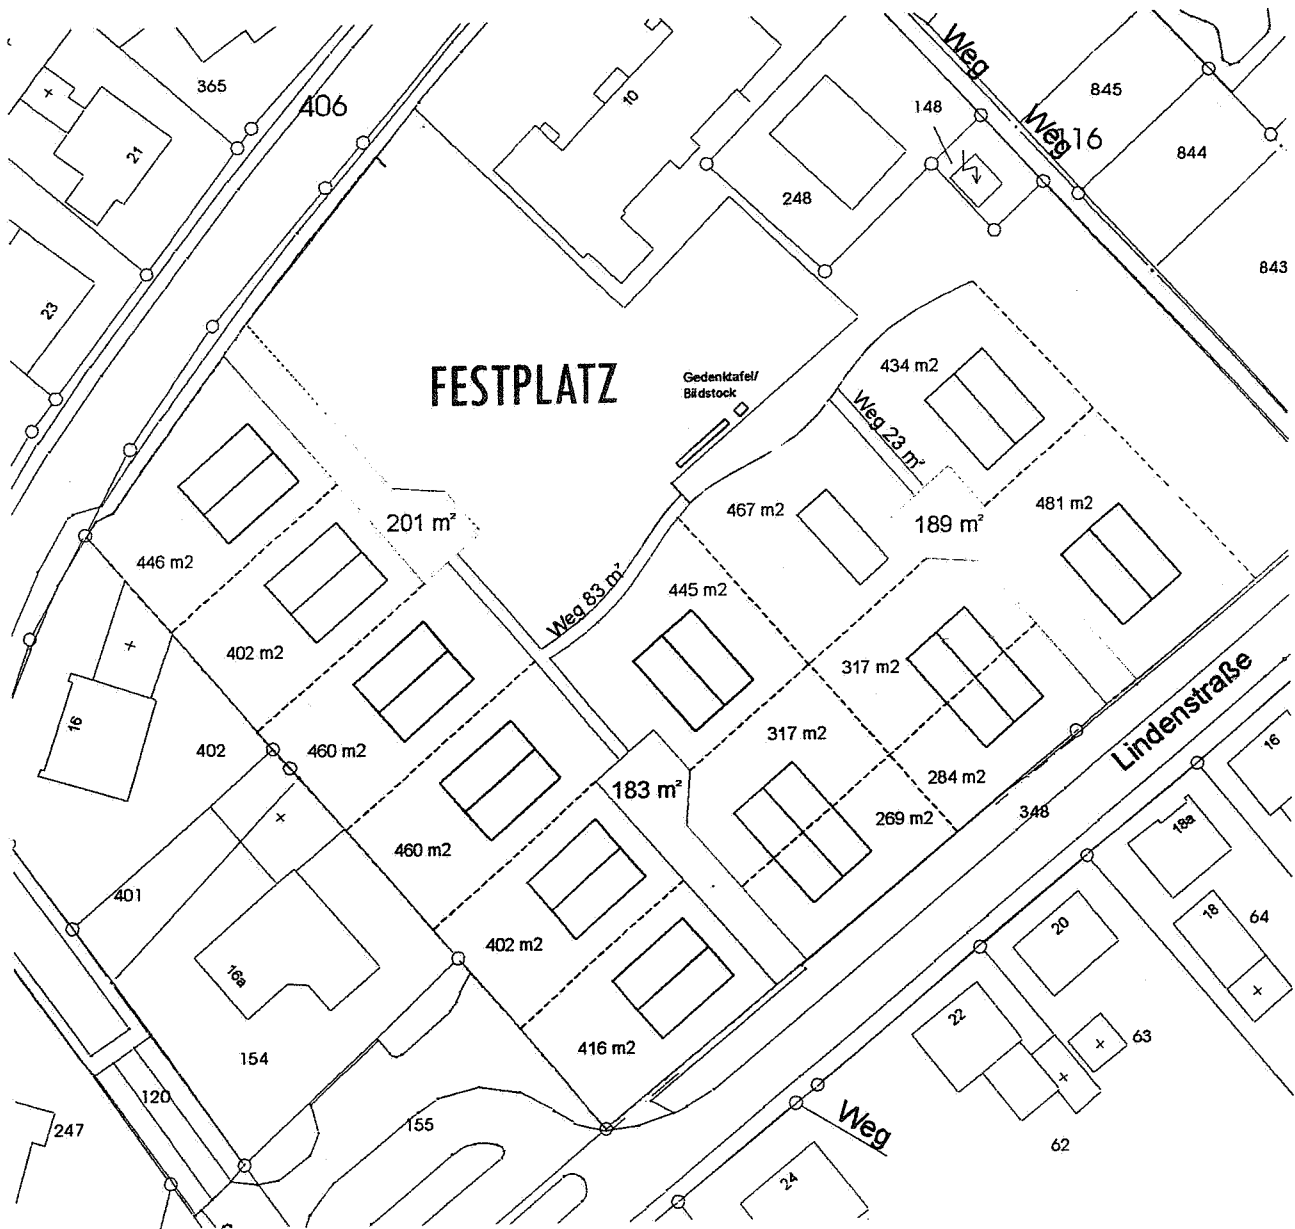 Weg
365
406
10
845
148
Weg
116
844
21
248
843
23
FESTPLATZ
Gedenktafel/
Bildstock
434 m2
Weg 23 m²
201 m²
467 m2
189 m²
481 m2
446 m2
Weg 83 m²
445 m2
402 m2
317 m2
Lindenstraße
16
402
460 m2
317 m2
16
183 m²
284 m2
348
269 m2
18a
460 m2
401
18
64
20
402 m2
16a
22
416 m2
63
154
120
247
155
Weg
62
24